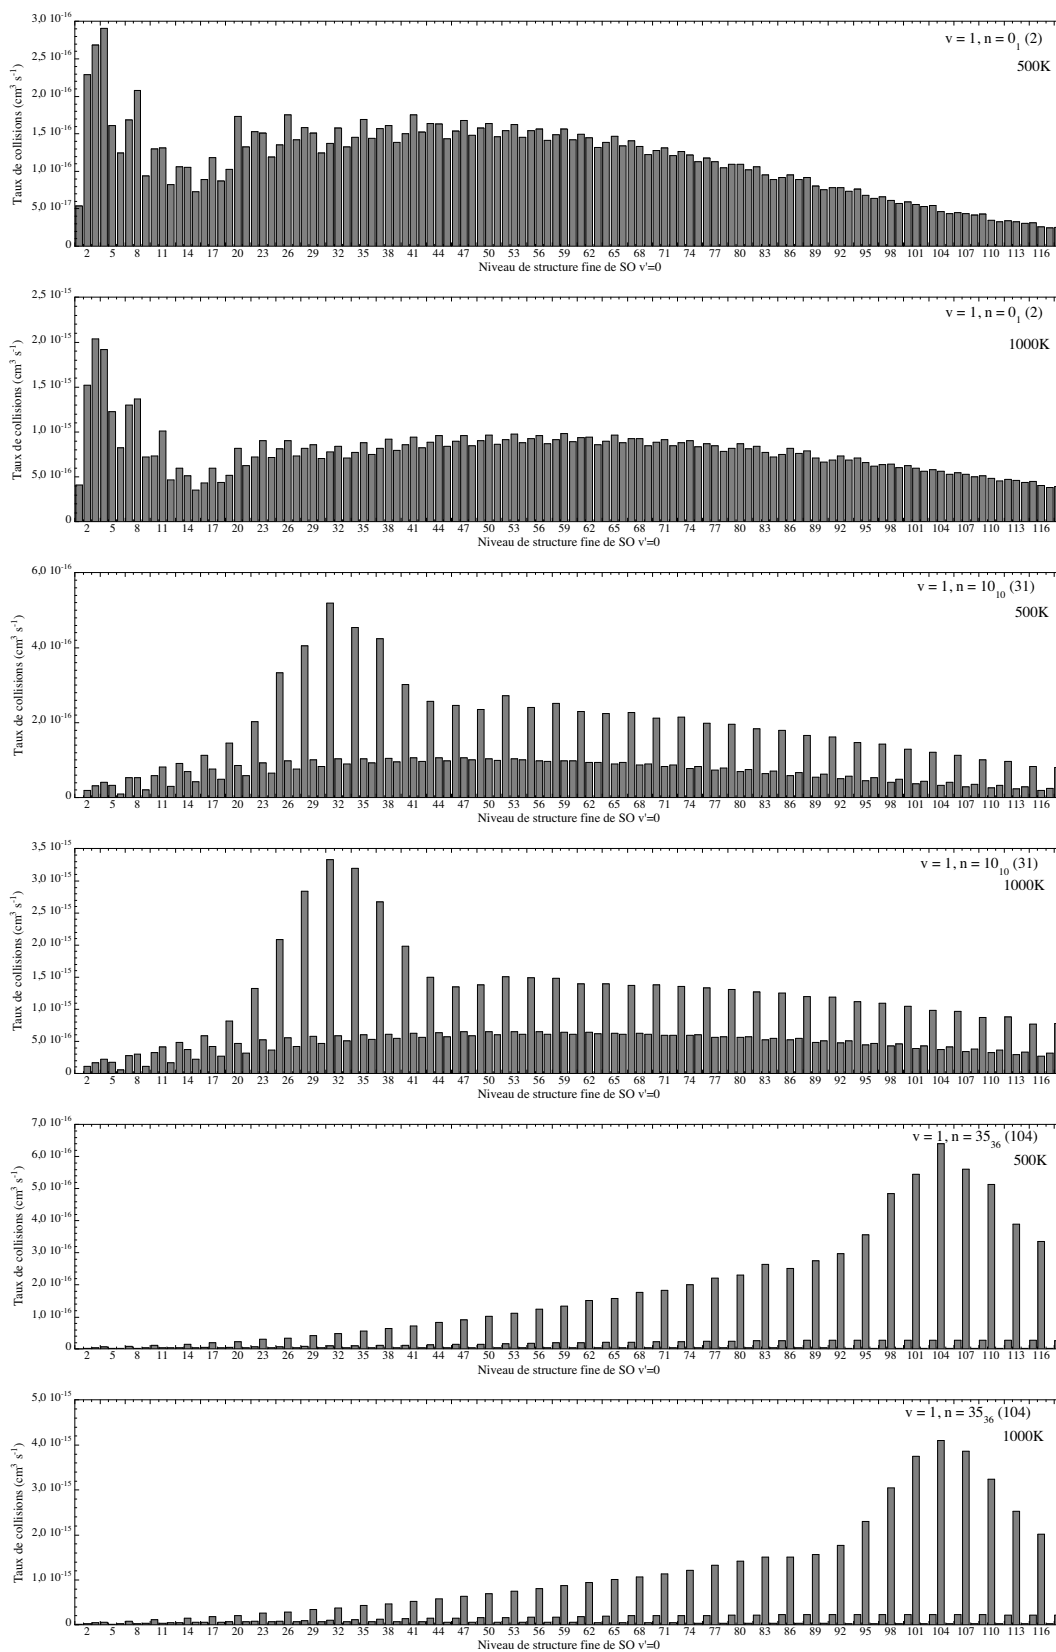 Taux de collisions (cm³ s⁻¹)
3,0 10⁻¹⁶
2,5 10⁻¹⁶
2,0 10⁻¹⁶
1,5 10⁻¹⁶
1,0 10⁻¹⁶
5,0 10⁻¹⁷
0
v = 1, n = 0₁ (2)
500K
2 5 8 11 14 17 20 23 26 29 32 35 38 41 44 47 50 53 56 59 62 65 68 71 74 77 80 83 86 89 92 95 98 101 104 107 110 113 116
Niveau de structure fine de SO v'=0
Taux de collisions (cm³ s⁻¹)
2,5 10⁻¹⁵
2,0 10⁻¹⁵
1,5 10⁻¹⁵
1,0 10⁻¹⁵
5,0 10⁻¹⁶
0
v = 1, n = 0₁ (2)
1000K
2 5 8 11 14 17 20 23 26 29 32 35 38 41 44 47 50 53 56 59 62 65 68 71 74 77 80 83 86 89 92 95 98 101 104 107 110 113 116
Niveau de structure fine de SO v'=0
Taux de collisions (cm³ s⁻¹)
6,0 10⁻¹⁶
4,0 10⁻¹⁶
2,0 10⁻¹⁶
0
v = 1, n = 10₁₀ (31)
500K
2 5 8 11 14 17 20 23 26 29 32 35 38 41 44 47 50 53 56 59 62 65 68 71 74 77 80 83 86 89 92 95 98 101 104 107 110 113 116
Niveau de structure fine de SO v'=0
Taux de collisions (cm³ s⁻¹)
3,5 10⁻¹⁵
3,0 10⁻¹⁵
2,5 10⁻¹⁵
2,0 10⁻¹⁵
1,5 10⁻¹⁵
1,0 10⁻¹⁵
5,0 10⁻¹⁶
0
v = 1, n = 10₁₀ (31)
1000K
2 5 8 11 14 17 20 23 26 29 32 35 38 41 44 47 50 53 56 59 62 65 68 71 74 77 80 83 86 89 92 95 98 101 104 107 110 113 116
Niveau de structure fine de SO v'=0
Taux de collisions (cm³ s⁻¹)
7,0 10⁻¹⁶
6,0 10⁻¹⁶
5,0 10⁻¹⁶
4,0 10⁻¹⁶
3,0 10⁻¹⁶
2,0 10⁻¹⁶
1,0 10⁻¹⁶
0
v = 1, n = 35₃₆ (104)
500K
2 5 8 11 14 17 20 23 26 29 32 35 38 41 44 47 50 53 56 59 62 65 68 71 74 77 80 83 86 89 92 95 98 101 104 107 110 113 116
Niveau de structure fine de SO v'=0
Taux de collisions (cm³ s⁻¹)
5,0 10⁻¹⁵
4,0 10⁻¹⁵
3,0 10⁻¹⁵
2,0 10⁻¹⁵
1,0 10⁻¹⁵
0
v = 1, n = 35₃₆ (104)
1000K
2 5 8 11 14 17 20 23 26 29 32 35 38 41 44 47 50 53 56 59 62 65 68 71 74 77 80 83 86 89 92 95 98 101 104 107 110 113 116
Niveau de structure fine de SO v'=0